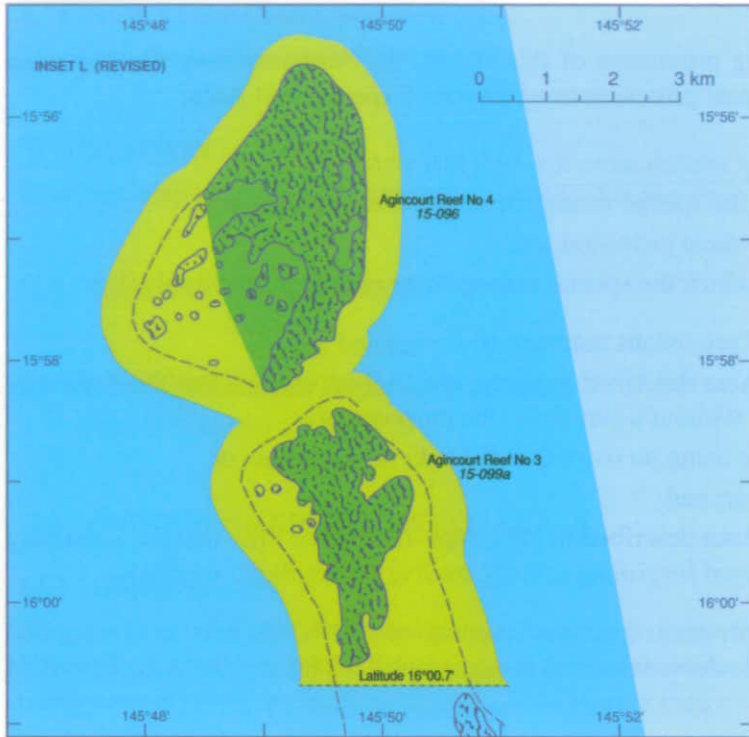 145°48' 145°50' 145°52'
INSET L (REVISED)
0 1 2 3 km
15°56' 15°56'
Agincourt Reef No 4
15-096
15°58' 15°58'
Agincourt Reef No 3
15-099a
16°00' 16°00'
Latitude 16°00.7'
145°48' 145°50' 145°52'